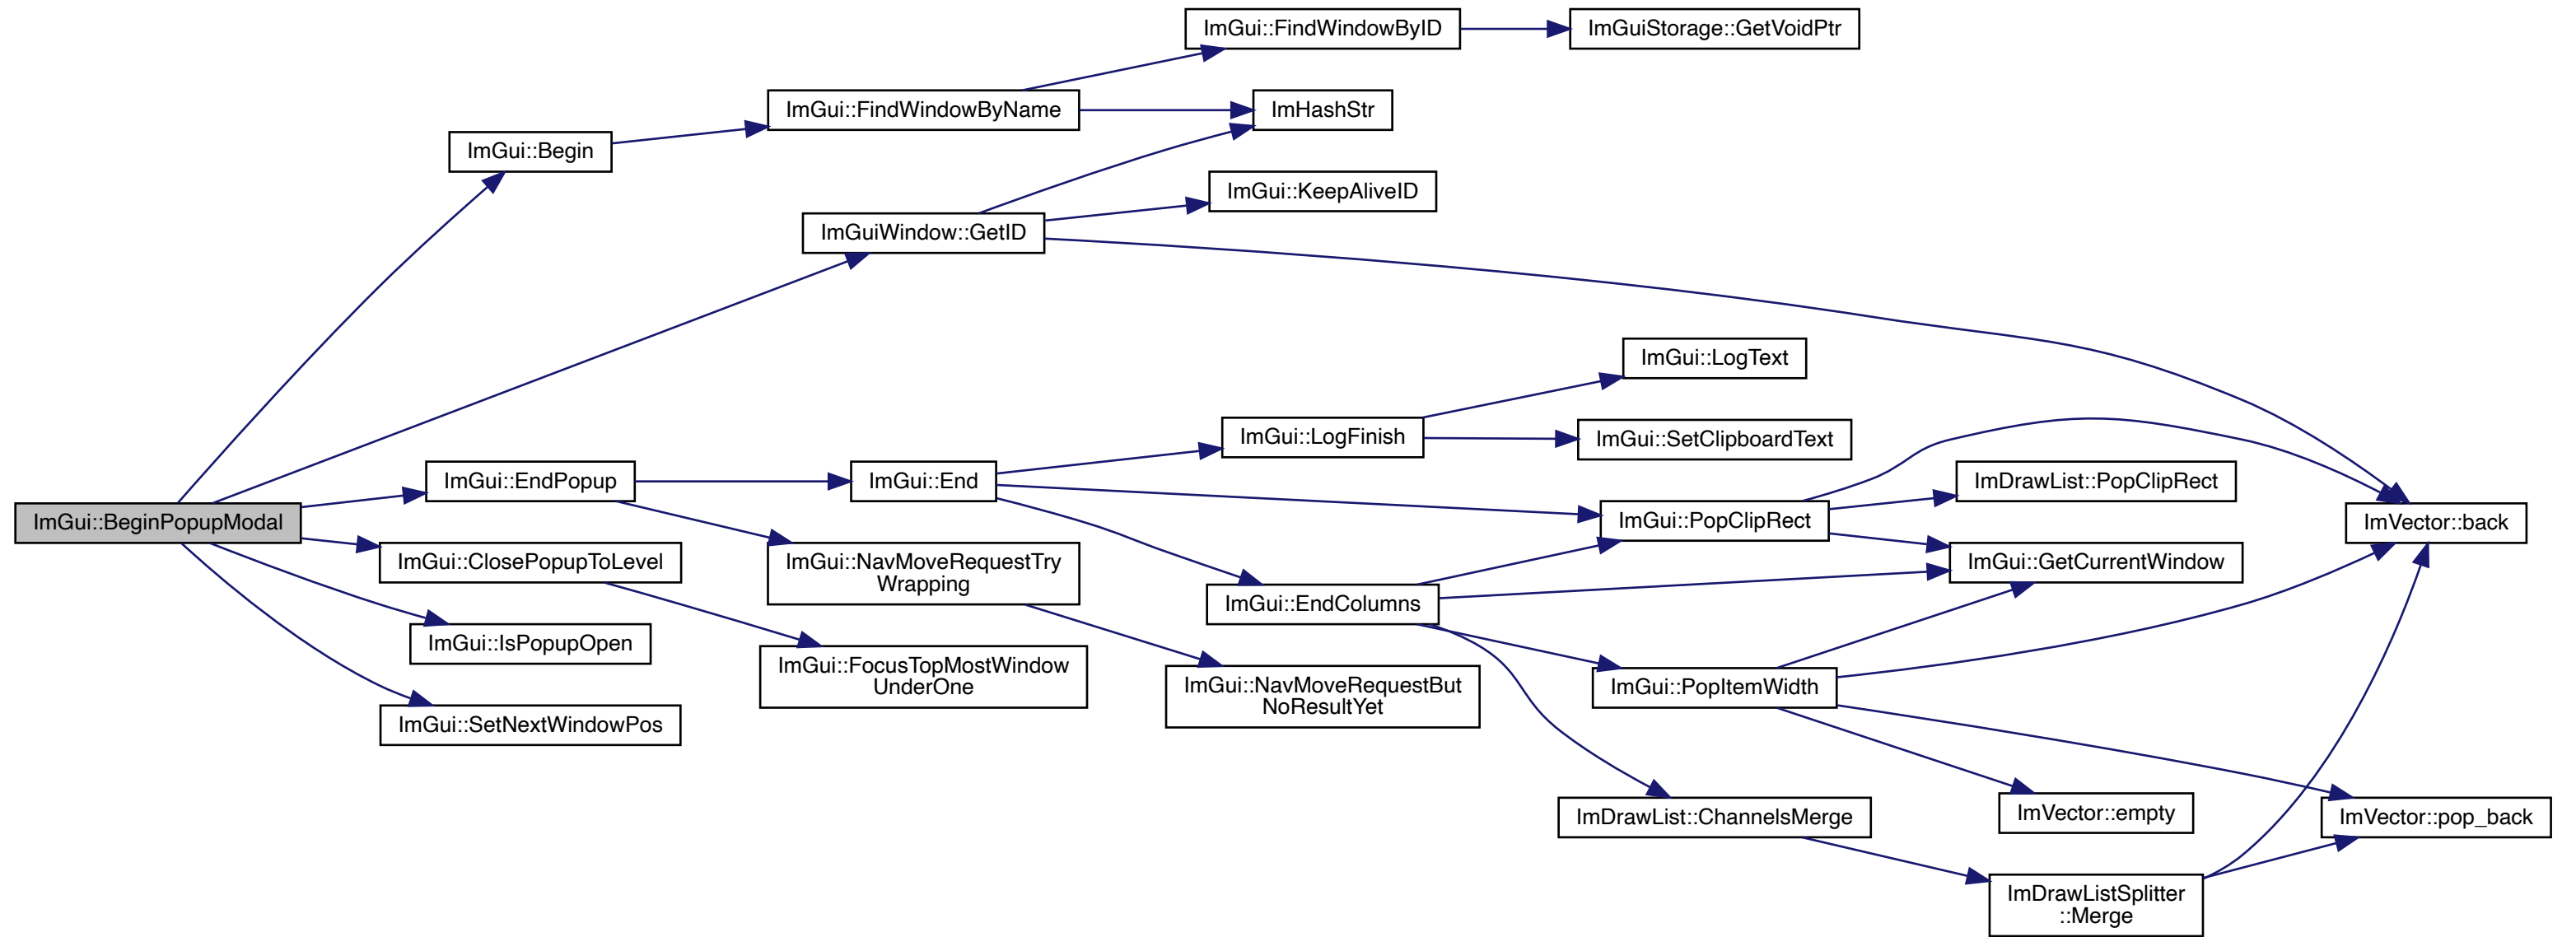 ImGui::FindWindowByID
ImGuiStorage::GetVoidPtr
ImGui::FindWindowByName
ImHashStr
ImGui::Begin
ImGui::KeepAliveID
ImGuiWindow::GetID
ImGui::LogText
ImGui::LogFinish
ImGui::SetClipboardText
ImGui::EndPopup
ImGui::End
ImDrawList::PopClipRect
ImGui::BeginPopupModal
ImGui::PopClipRect
ImVector::back
ImGui::ClosePopupToLevel
ImGui::NavMoveRequestTry
Wrapping
ImGui::GetCurrentWindow
ImGui::EndColumns
ImGui::IsPopupOpen
ImGui::FocusTopMostWindow
UnderOne
ImGui::NavMoveRequestBut
NoResultYet
ImGui::PopItemWidth
ImGui::SetNextWindowPos
ImVector::empty
ImDrawList::ChannelsMerge
ImVector::pop_back
ImDrawListSplitter
::Merge